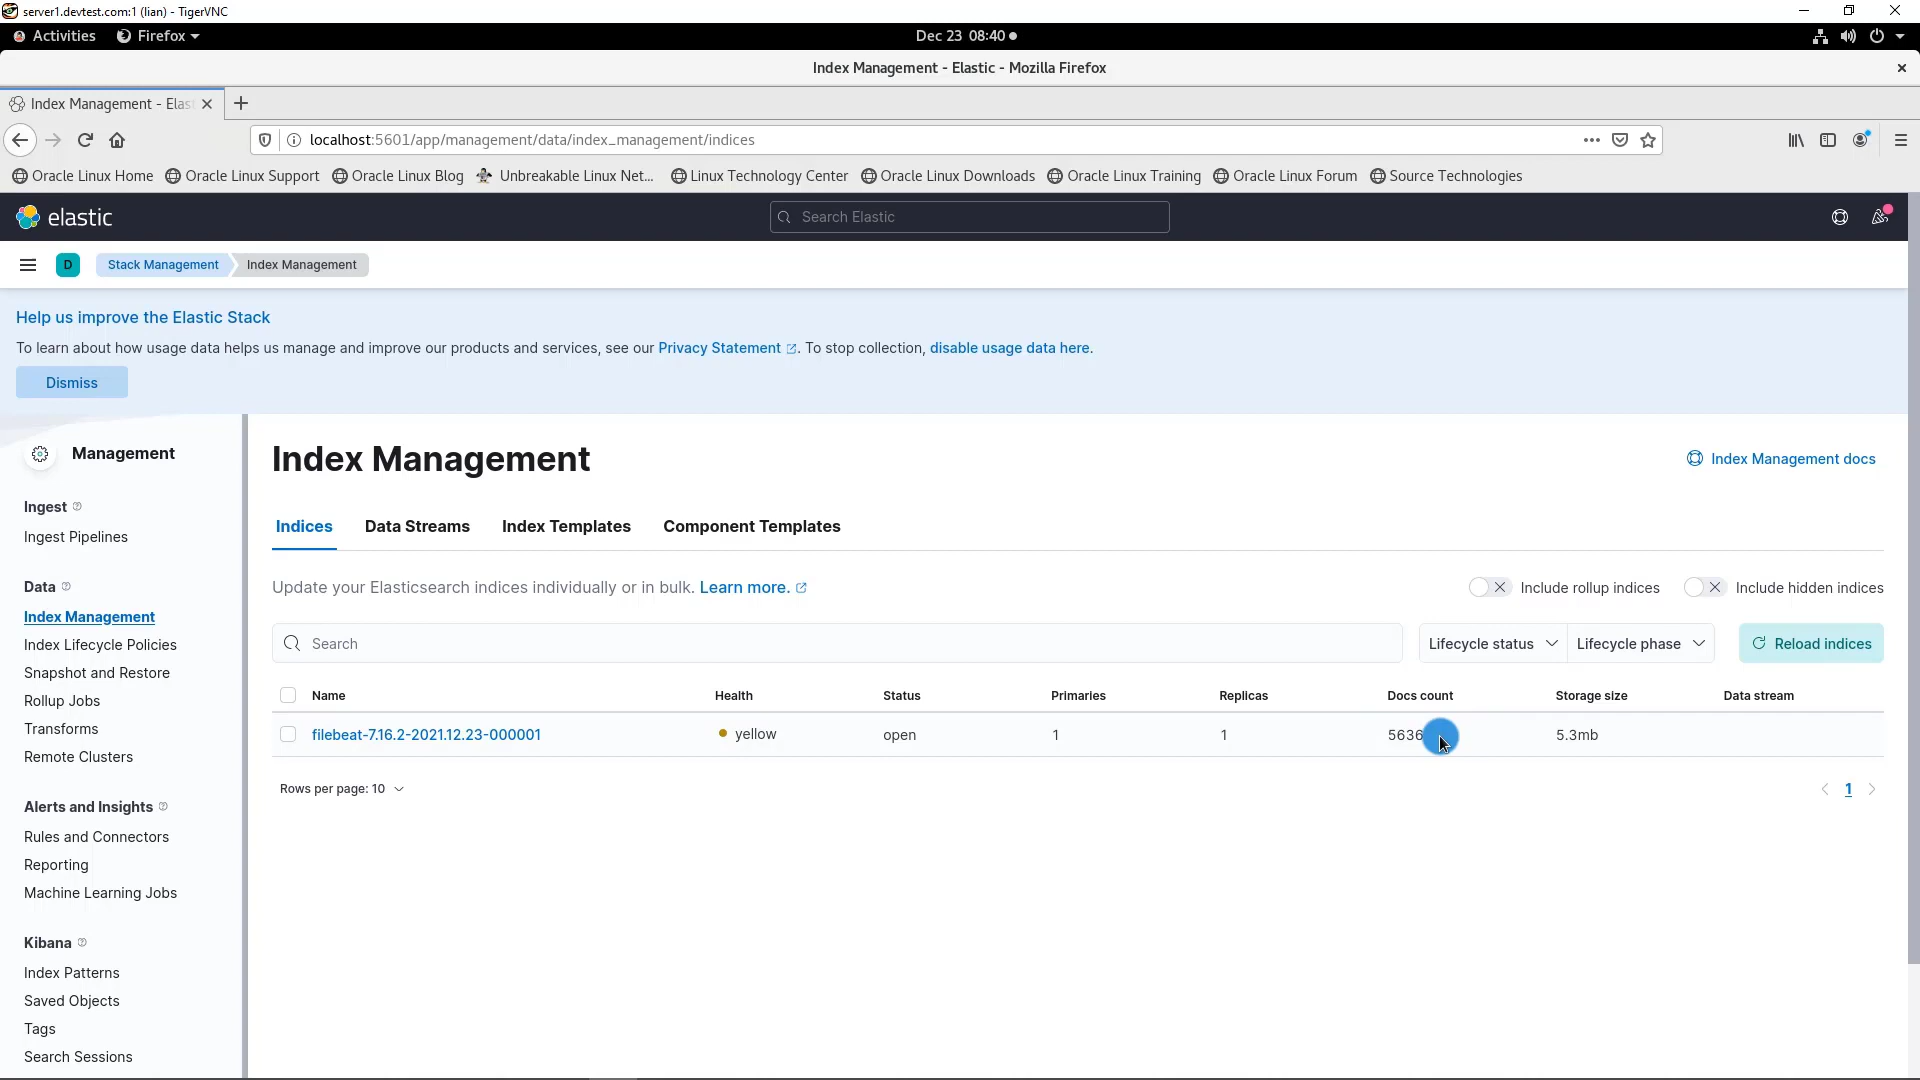 server1.devtest.com:1 (lian) - TigerVNC
Activities Firefox Dec 23 08:40
Index Management - Elastic - Mozilla Firefox
Index Management - Elas
localhost:5601/app/management/data/index_management/indices
Oracle Linux Home Oracle Linux Support Oracle Linux Blog Unbreakable Linux Net... Linux Technology Center Oracle Linux Downloads Oracle Linux Training Oracle Linux Forum Source Technologies
elastic Search Elastic
D Stack Management Index Management
Help us improve the Elastic Stack
To learn about how usage data helps us manage and improve our products and services, see our Privacy Statement. To stop collection, disable usage data here.
Dismiss
Management
Ingest
Ingest Pipelines
Data
Index Management
Index Lifecycle Policies
Snapshot and Restore
Rollup Jobs
Transforms
Remote Clusters
Alerts and Insights
Rules and Connectors
Reporting
Machine Learning Jobs
Kibana
Index Patterns
Saved Objects
Tags
Search Sessions
Index Management Index Management docs
Indices Data Streams Index Templates Component Templates
Update your Elasticsearch indices individually or in bulk. Learn more. Include rollup indices Include hidden indices
Search Lifecycle status Lifecycle phase Reload indices
Name Health Status Primaries Replicas Docs count Storage size Data stream
filebeat-7.16.2-2021.12.23-000001 yellow open 1 1 5636 5.3mb
Rows per page: 10 1